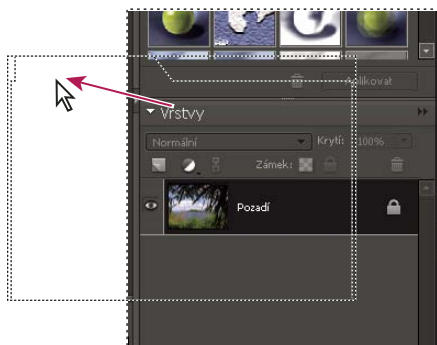 Aplikovat
Vrstvy
Normální Krytí: 100%
Zámek:
Pozadí